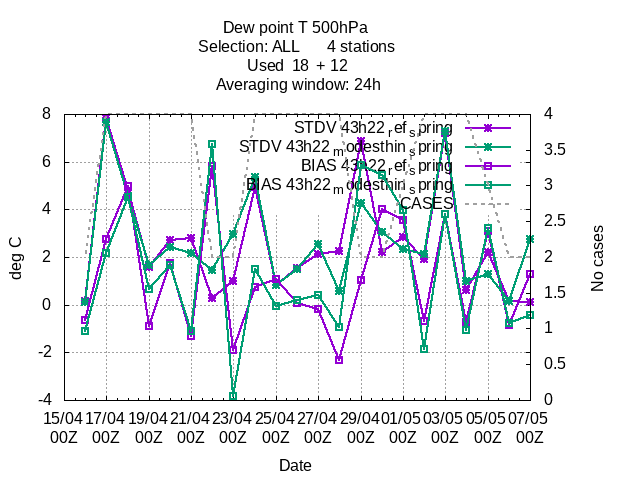 Dew point T 500hPa
Selection: ALL 4 stations
Used 18 + 12
Averaging window: 24h
STDV 43h22ref_spring
STDV 43h22modesthin_spring
BIAS 43h22ref_spring
BIAS 43h22modesthin_spring
CASES
8
6
4
2
0
-2
-4
deg C
4
3.5
3
2.5
2
1.5
1
0.5
0
No cases
15/04 17/04 19/04 21/04 23/04 25/04 27/04 29/04 01/05 03/05 05/05 07/05
00Z 00Z 00Z 00Z 00Z 00Z 00Z 00Z 00Z 00Z 00Z 00Z
Date